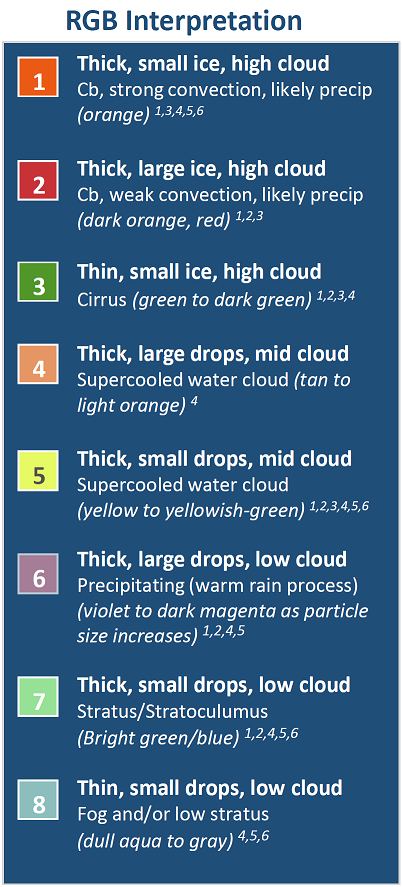 RGB Interpretation
1
Thick, small ice, high cloud
Cb, strong convection, likely precip
(orange) 1,3,4,5,6
2
Thick, large ice, high cloud
Cb, weak convection, likely precip
(dark orange, red) 1,2,3
3
Thin, small ice, high cloud
Cirrus (green to dark green) 1,2,3,4
4
Thick, large drops, mid cloud
Supercooled water cloud (tan to
light orange) 4
5
Thick, small drops, mid cloud
Supercooled water cloud
(yellow to yellowish-green) 1,2,3,4,5,6
6
Thick, large drops, low cloud
Precipitating (warm rain process)
(violet to dark magenta as particle
size increases) 1,2,4,5
7
Thick, small drops, low cloud
Stratus/Stratoculumus
(Bright green/blue) 1,2,4,5,6
8
Thin, small drops, low cloud
Fog and/or low stratus
(dull aqua to gray) 4,5,6